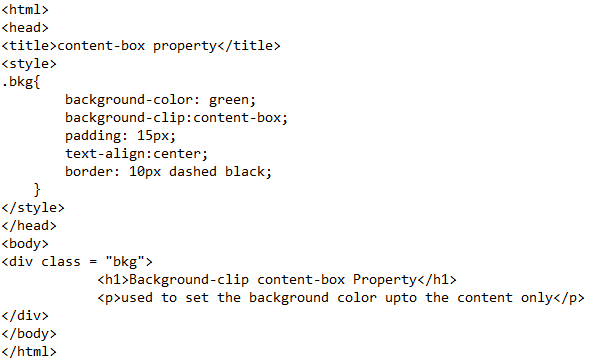 <html>
<head>
<title>content-box property</title>
<style>
.bkg{
        background-color: green;
        background-clip:content-box;
        padding: 15px;
        text-align:center;
        border: 10px dashed black;
    }
</style>
</head>
<body>
<div class = "bkg">
            <h1>Background-clip content-box Property</h1>
            <p>used to set the background color upto the content only</p>
</div>
</body>
</html>